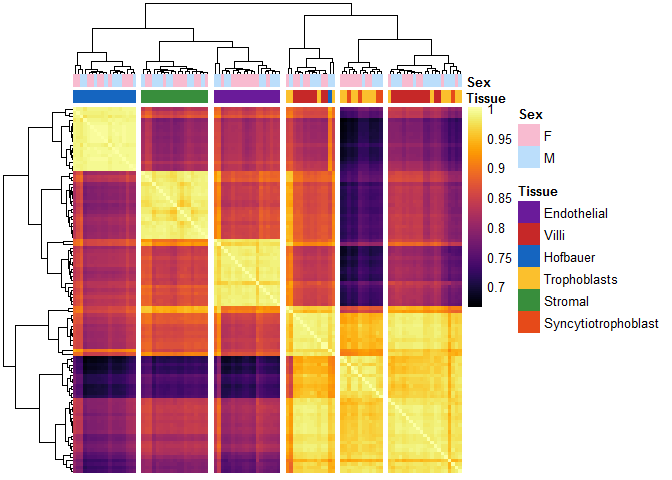 Sex
Tissue
1
0.95
0.9
0.85
0.8
0.75
0.7
Sex
F
M
Tissue
Endothelial
Villi
Hofbauer
Trophoblasts
Stromal
Syncytiotrophoblast